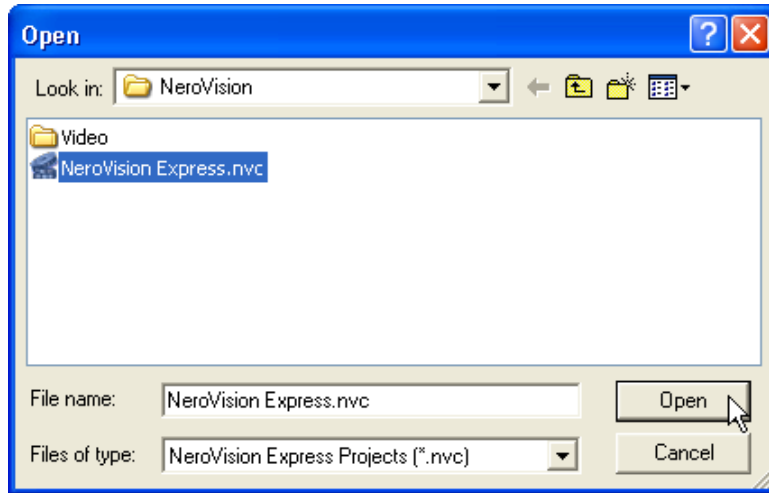 Open
Look in: NeroVision
Video
NeroVision Express.nvc
File name: NeroVision Express.nvc Open
Files of type: NeroVision Express Projects (*.nvc) Cancel